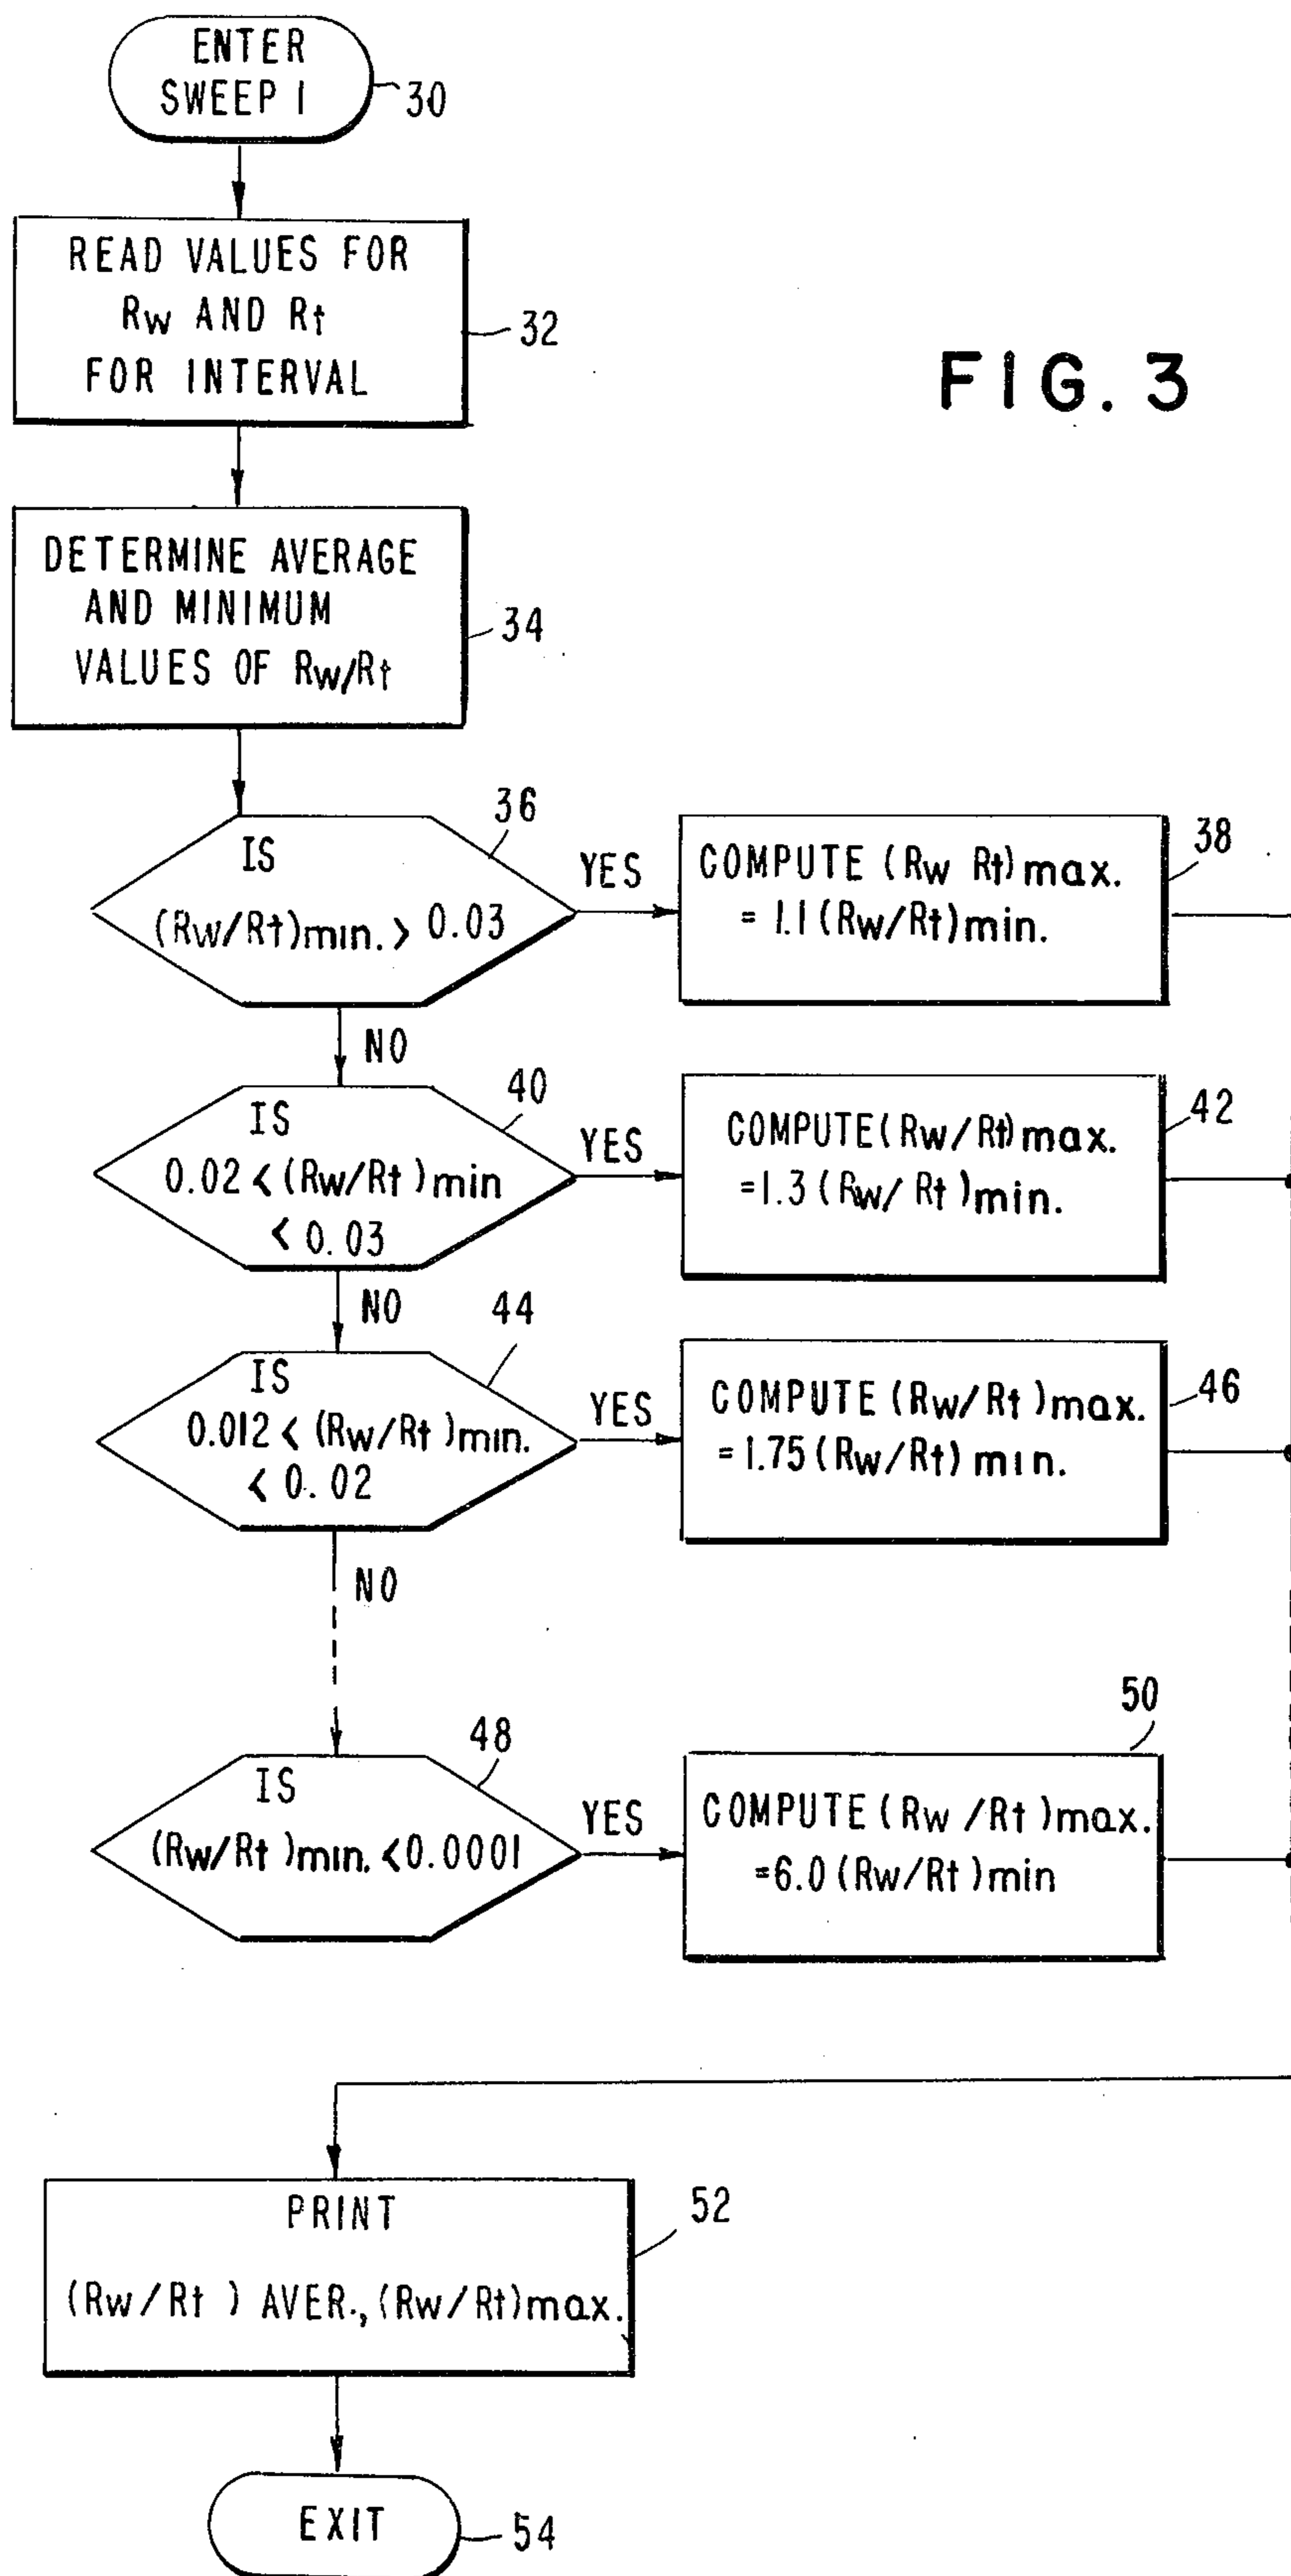 ENTER
SWEEP 1
30
READ VALUES FOR
Rw AND Rt
FOR INTERVAL
32
FIG. 3
DETERMINE AVERAGE
AND MINIMUM
VALUES OF Rw/Rt
34
36
IS
(Rw/Rt)min. > 0.03
YES
COMPUTE (Rw Rt)max.
= 1.1 (Rw/Rt)min.
38
NO
40
IS
0.02 < (Rw/Rt)min
< 0.03
YES
COMPUTE (Rw/Rt)max.
=1.3 (Rw/Rt)min.
42
NO
44
IS
0.012 < (Rw/Rt)min.
< 0.02
YES
COMPUTE (Rw/Rt)max.
=1.75 (Rw/Rt) min.
46
NO
48
IS
(Rw/Rt)min. <0.0001
YES
50
COMPUTE (Rw/Rt)max.
=6.0 (Rw/Rt)min
PRINT
(Rw/Rt) AVER., (Rw/Rt)max.
52
EXIT
54